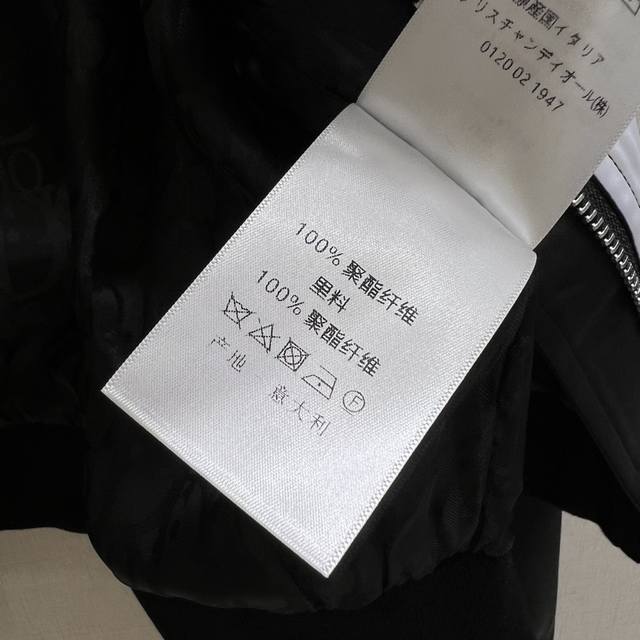 原産国イタリア
リスチャンディオール(株)
0120 02 1947
100% 聚酯纤维
里料
100% 聚酯纤维
F
产地 意大利